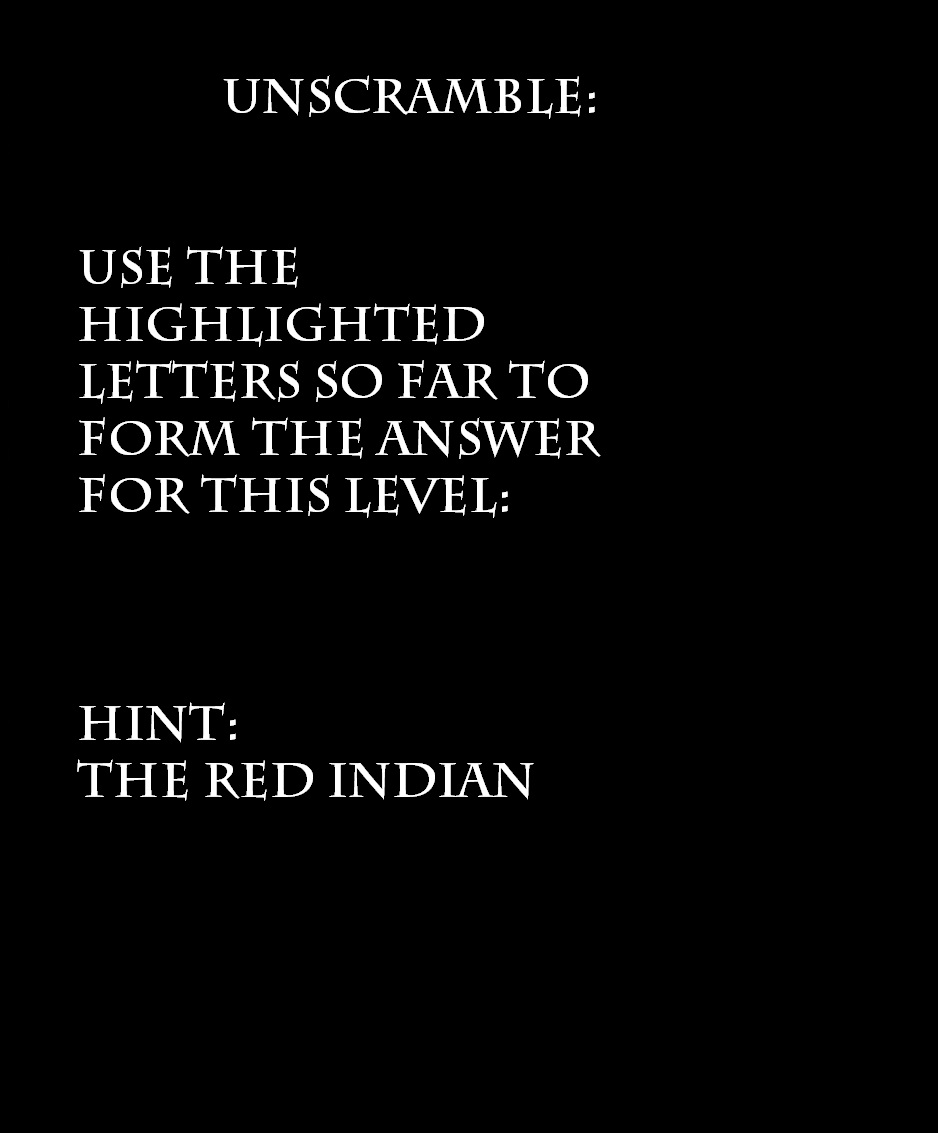 UNSCRAMBLE:
USE THE
HIGHLIGHTED
LETTERS SO FAR TO
FORM THE ANSWER
FOR THIS LEVEL:
HINT:
THE RED INDIAN